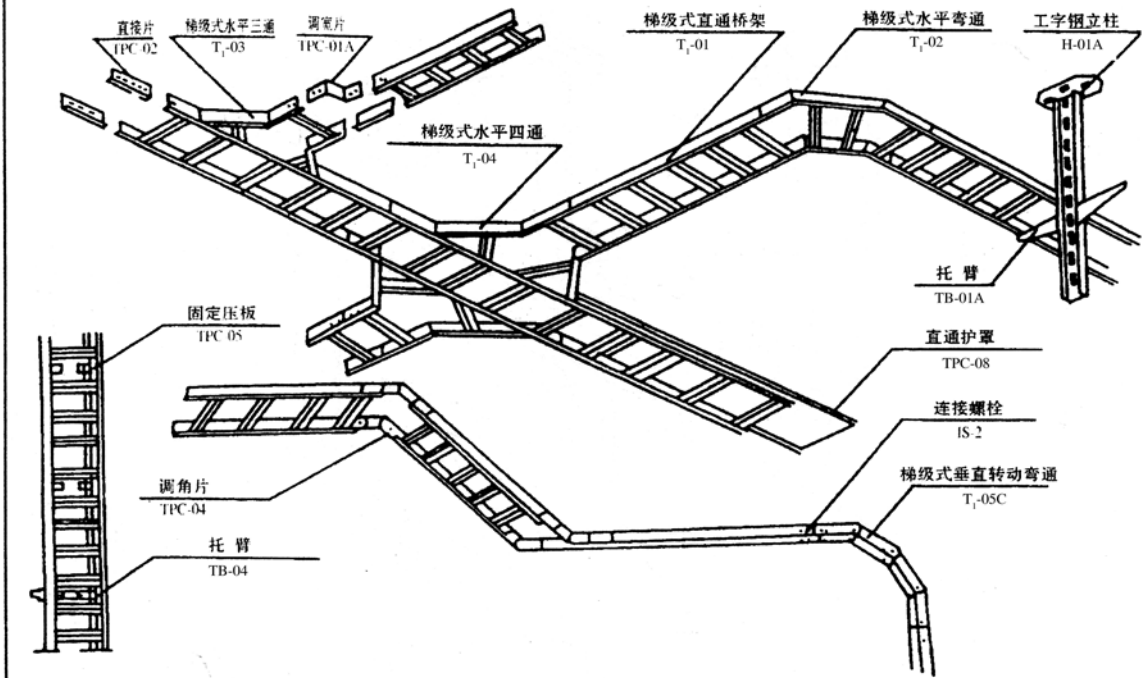 直接片
TPC-02
梯级式水平三通
T₁-03
调宽片
TPC-01A
梯级式直通桥架
T₁-01
梯级式水平弯通
T₁-02
工字钢立柱
H-01A
梯级式水平四通
T₁-04
托臂
TB-01A
固定压板
TPC-05
直通护罩
TPC-08
连接螺栓
IS-2
调角片
TPC-04
梯级式垂直转动弯通
T₁-05C
托臂
TB-04